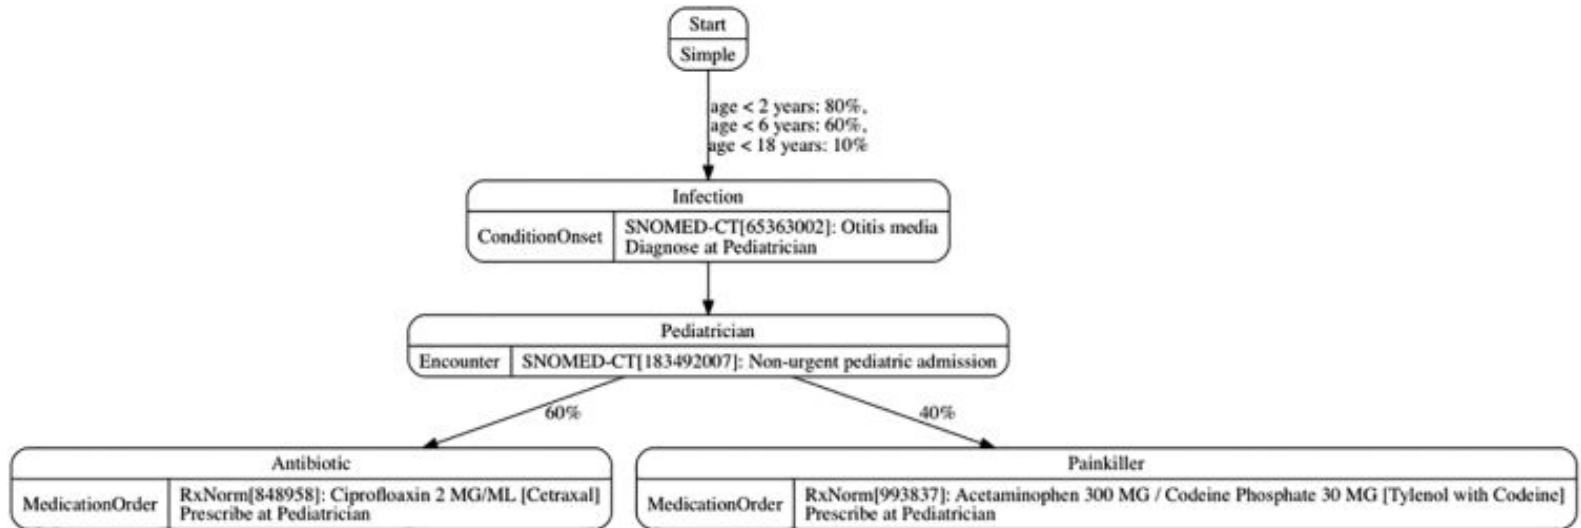 Start
Simple
age < 2 years: 80%,
age < 6 years: 60%,
age < 18 years: 10%
Infection
ConditionOnset
SNOMED-CT[65363002]: Otitis media
Diagnose at Pediatrician
Pediatrician
Encounter
SNOMED-CT[183492007]: Non-urgent pediatric admission
60%
40%
Antibiotic
MedicationOrder
RxNorm[848958]: Ciprofloaxin 2 MG/ML [Cetraxal]
Prescribe at Pediatrician
Painkiller
MedicationOrder
RxNorm[993837]: Acetaminophen 300 MG / Codeine Phosphate 30 MG [Tylenol with Codeine]
Prescribe at Pediatrician